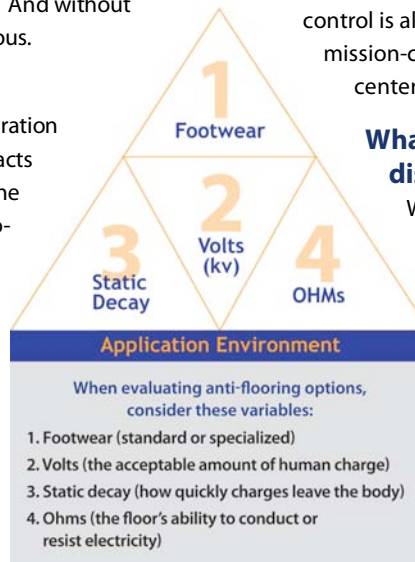 And without
ous.
ration
acts
ne
o-
control is al
mission-c
center
Wha
dis
W
1
Footwear
2
Volts
(kv)
3
Static
Decay
4
OHMs
Application Environment
When evaluating anti-flooring options,
consider these variables:
1. Footwear (standard or specialized)
2. Volts (the acceptable amount of human charge)
3. Static decay (how quickly charges leave the body)
4. Ohms (the floor's ability to conduct or
resist electricity)